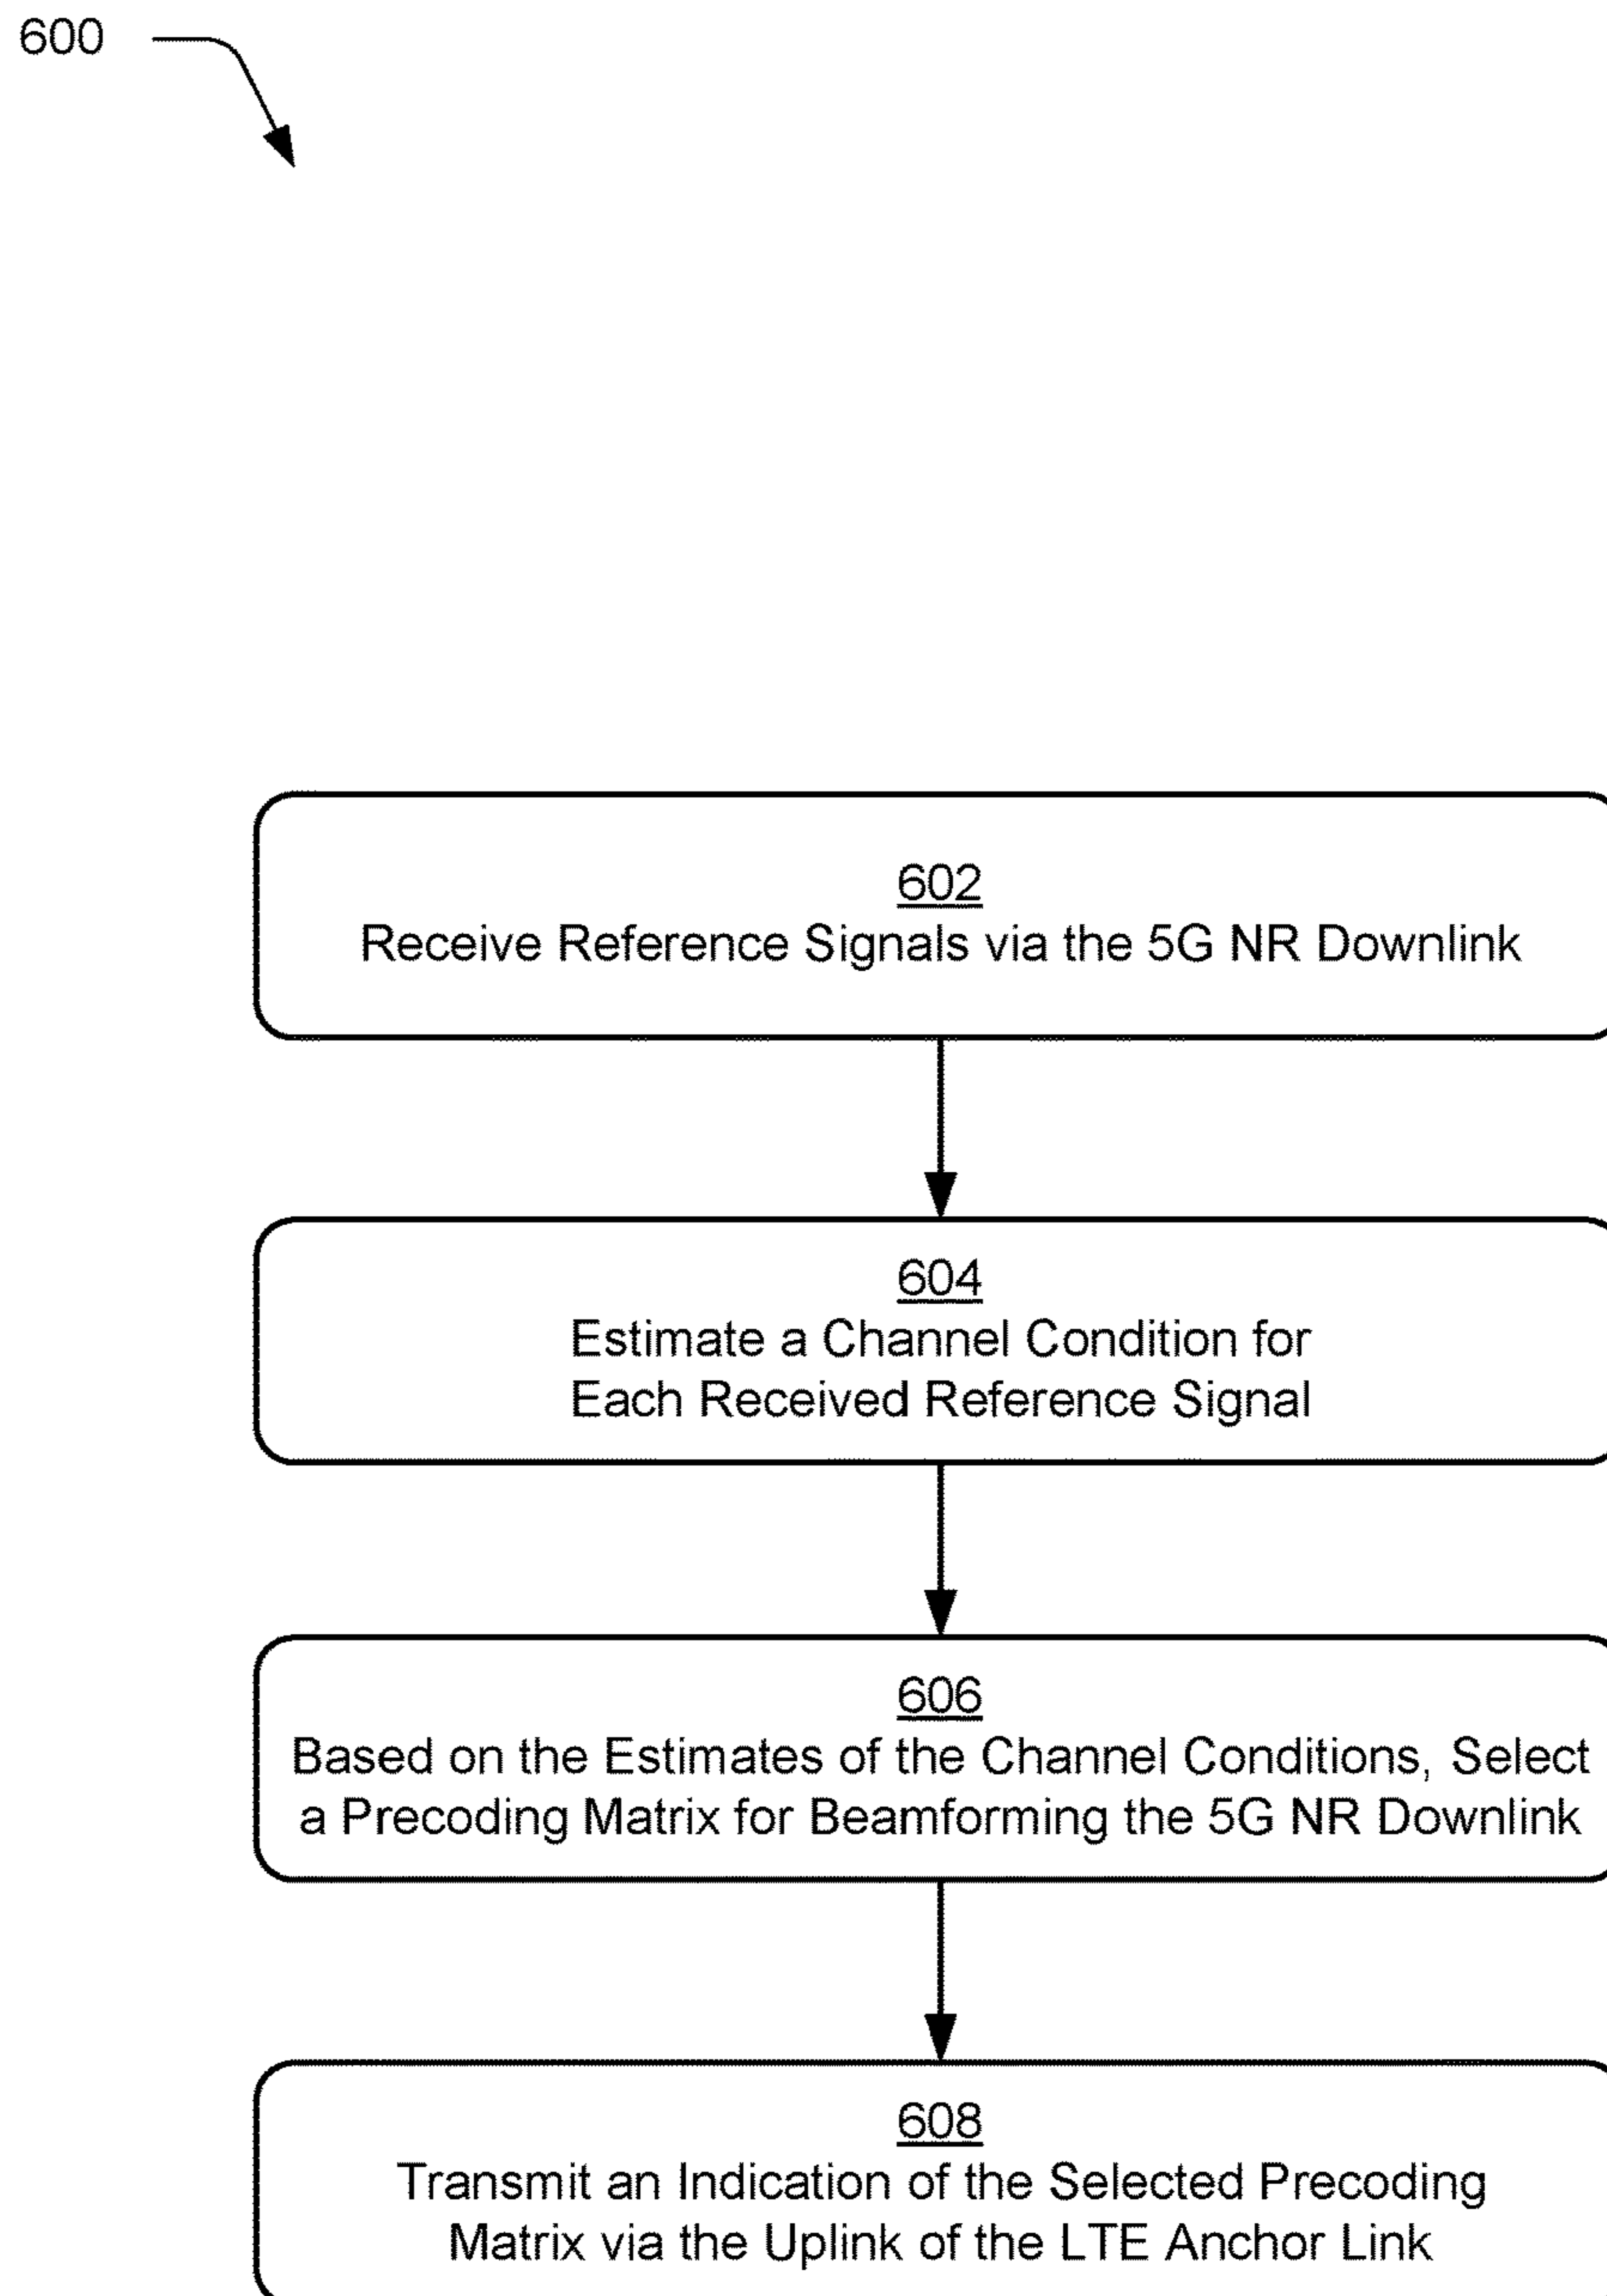 600
602
Receive Reference Signals via the 5G NR Downlink
604
Estimate a Channel Condition for
Each Received Reference Signal
606
Based on the Estimates of the Channel Conditions, Select
a Precoding Matrix for Beamforming the 5G NR Downlink
608
Transmit an Indication of the Selected Precoding
Matrix via the Uplink of the LTE Anchor Link